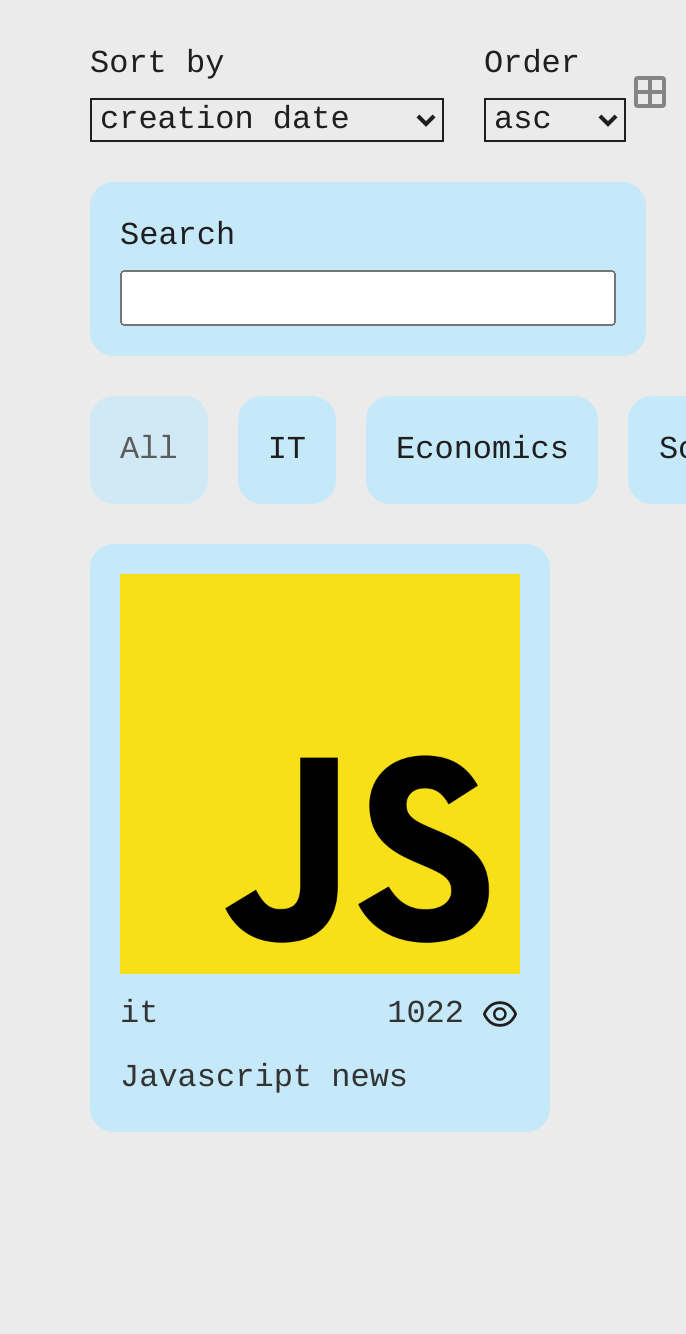 Sort by Order
creation date asc
Search
All IT Economics
JS
it 1022
Javascript news